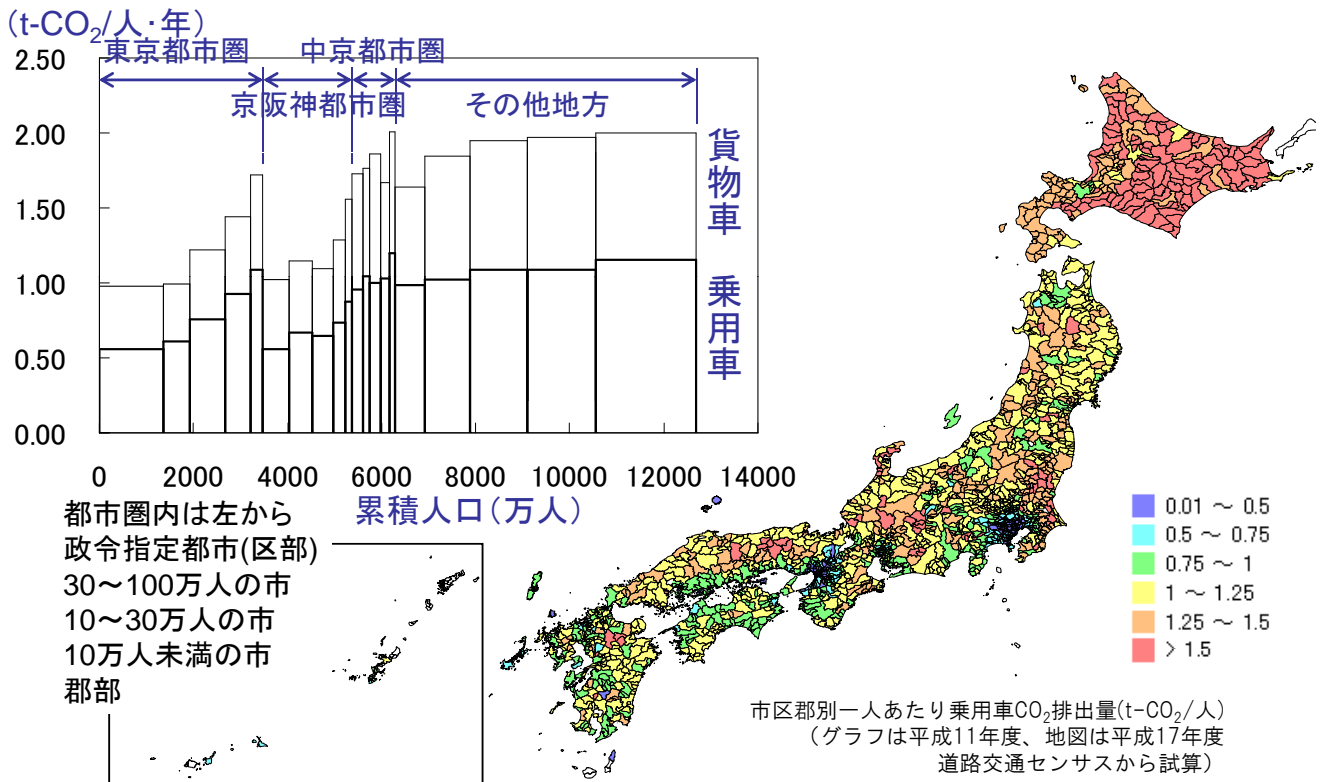 (t-CO₂/人・年)
東京都市圏
中京都市圏
京阪神都市圏
その他地方
2.50
2.00
1.50
1.00
0.50
0.00
貨物車
乗用車
0 2000 4000 6000 8000 10000 12000 14000
累積人口(万人)
都市圏内は左から
政令指定都市(区部)
30～100万人の市
10～30万人の市
10万人未満の市
郡部
0.01 ～ 0.5
0.5 ～ 0.75
0.75 ～ 1
1 ～ 1.25
1.25 ～ 1.5
> 1.5
市区郡別一人あたり乗用車CO₂排出量(t-CO₂/人)
(グラフは平成11年度、地図は平成17年度
道路交通センサスから試算)